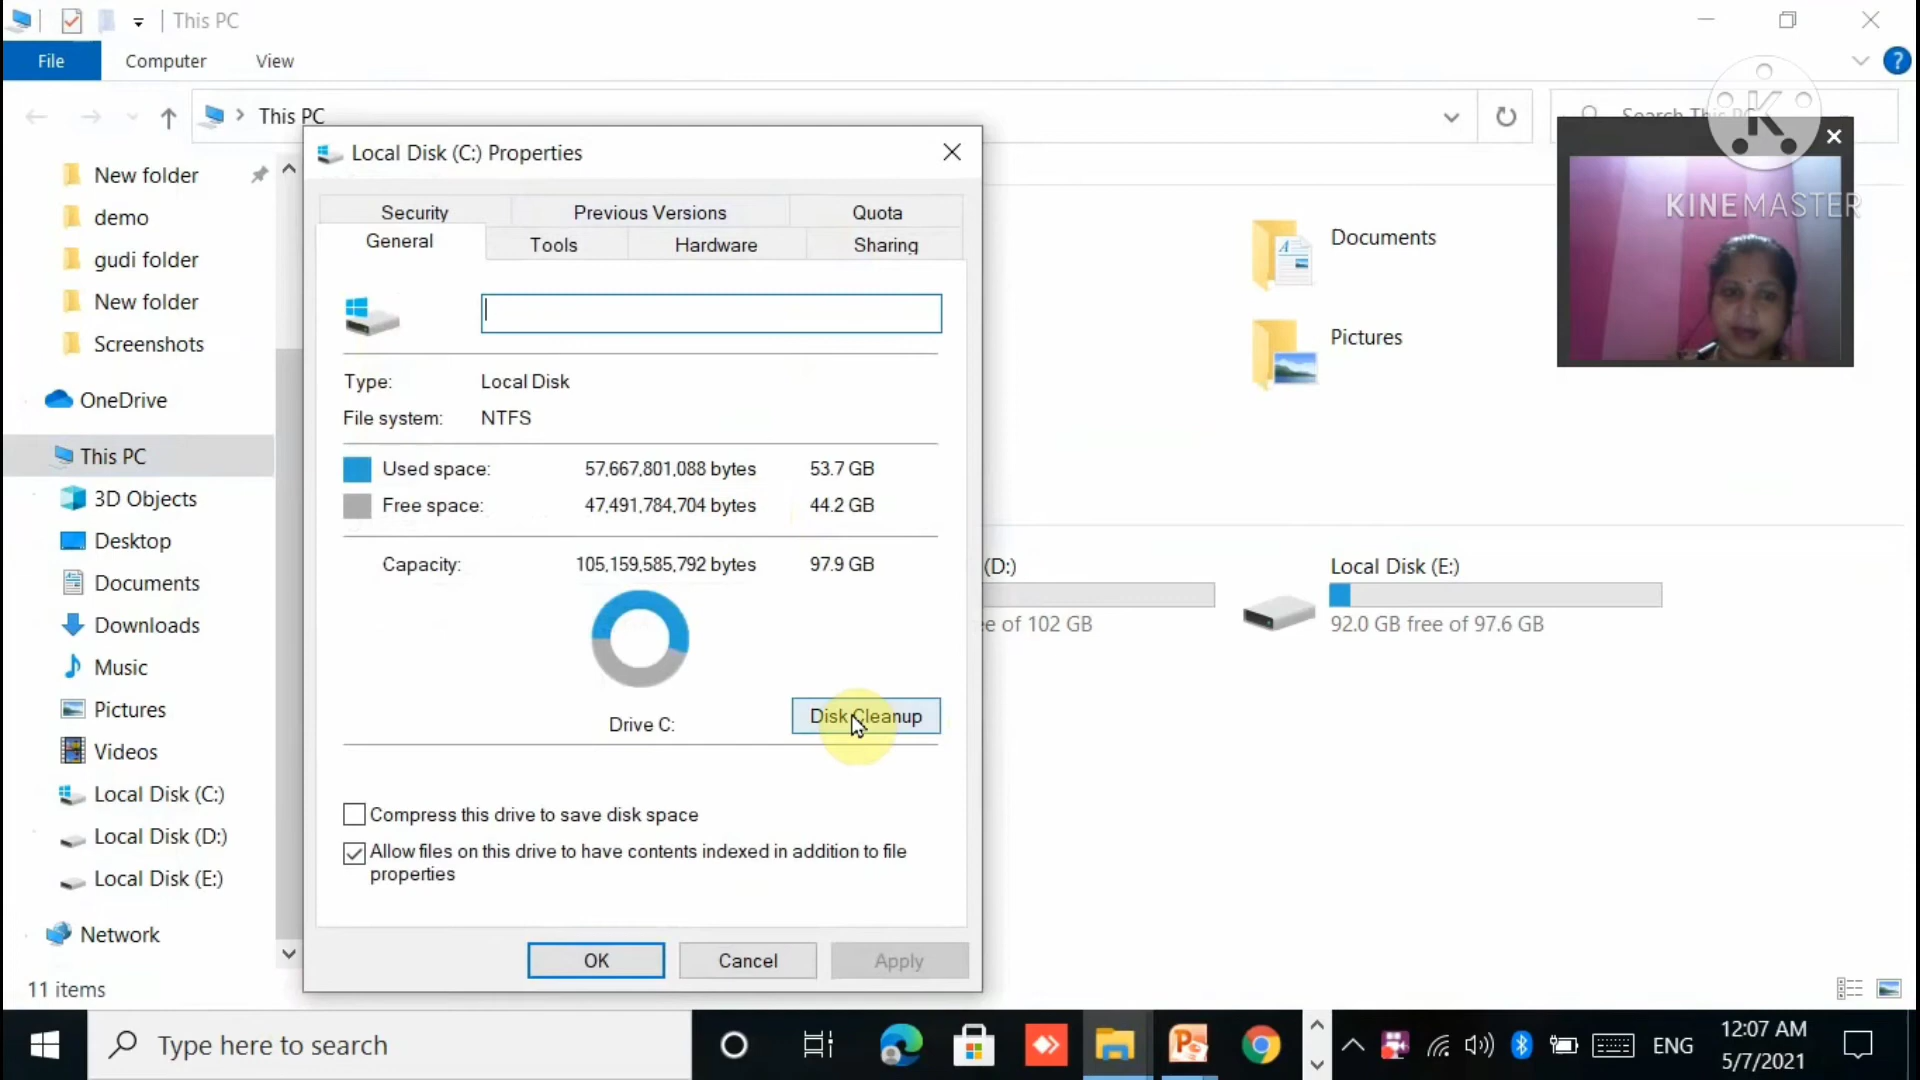 This PC
File
Computer
View
This PC
Search This PC
K
KINEMASTER
New folder
demo
gudi folder
New folder
Screenshots
OneDrive
This PC
3D Objects
Desktop
Documents
Downloads
Music
Pictures
Videos
Local Disk (C:)
Local Disk (D:)
Local Disk (E:)
Network
11 items
Local Disk (C:) Properties
Security
Previous Versions
Quota
General
Tools
Hardware
Sharing
Type: Local Disk
File system: NTFS
Used space: 57,667,801,088 bytes 53.7 GB
Free space: 47,491,784,704 bytes 44.2 GB
Capacity: 105,159,585,792 bytes 97.9 GB
Drive C:
Disk Cleanup
Compress this drive to save disk space
Allow files on this drive to have contents indexed in addition to file
properties
OK
Cancel
Apply
Documents
Pictures
(D:)
ee of 102 GB
Local Disk (E:)
92.0 GB free of 97.6 GB
Type here to search
ENG
12:07 AM
5/7/2021